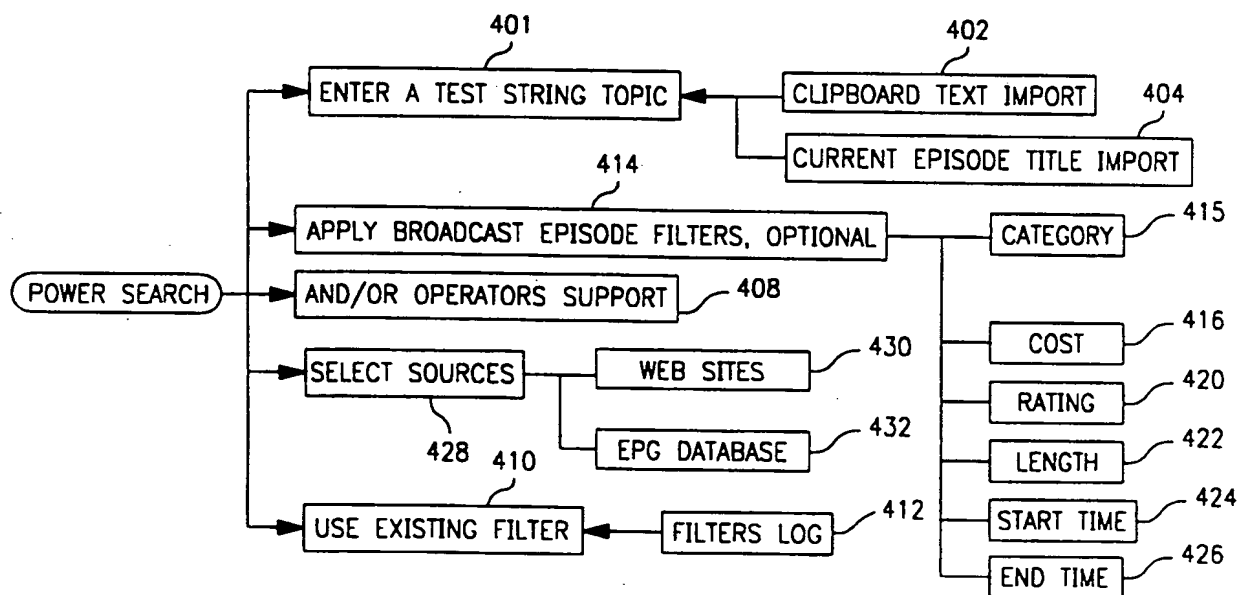 401
402
ENTER A TEST STRING TOPIC
CLIPBOARD TEXT IMPORT
404
CURRENT EPISODE TITLE IMPORT
414
415
APPLY BROADCAST EPISODE FILTERS, OPTIONAL
CATEGORY
POWER SEARCH
AND/OR OPERATORS SUPPORT
408
416
COST
SELECT SOURCES
WEB SITES
430
420
RATING
428
EPG DATABASE
432
422
LENGTH
410
424
USE EXISTING FILTER
FILTERS LOG
412
START TIME
426
END TIME